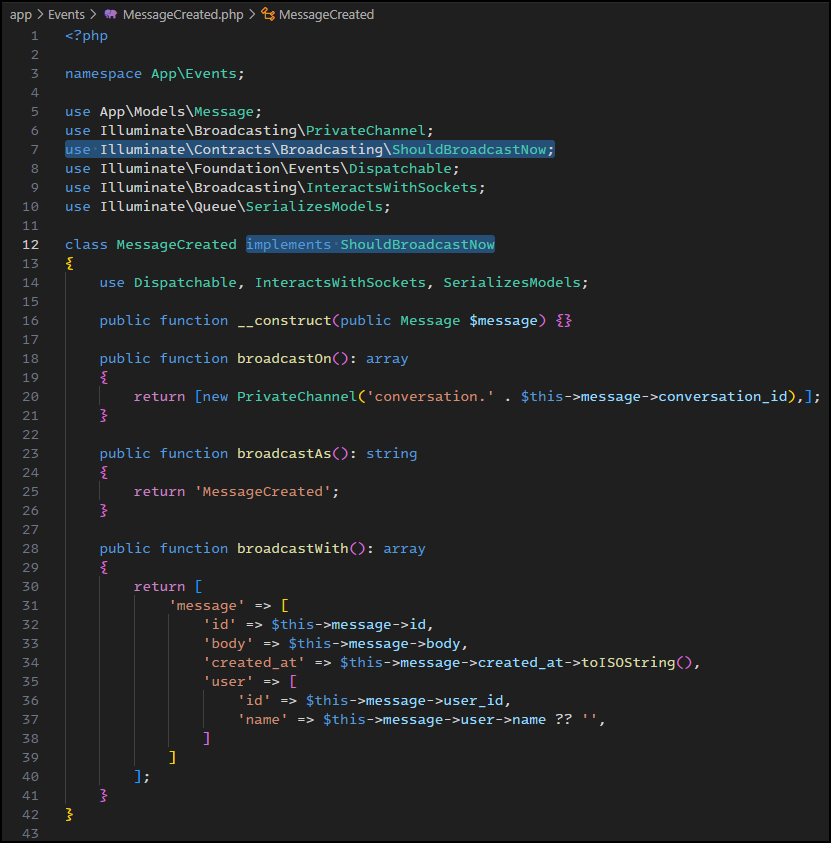 app > Events > MessageCreated.php > MessageCreated
1 <?php
2
3 namespace App\Events;
4
5 use App\Models\Message;
6 use Illuminate\Broadcasting\PrivateChannel;
7 use Illuminate\Contracts\Broadcasting\ShouldBroadcastNow;
8 use Illuminate\Foundation\Events\Dispatchable;
9 use Illuminate\Broadcasting\InteractsWithSockets;
10 use Illuminate\Queue\SerializesModels;
11
12 class MessageCreated implements ShouldBroadcastNow
13 {
14     use Dispatchable, InteractsWithSockets, SerializesModels;
15
16     public function __construct(public Message $message) {}
17
18     public function broadcastOn(): array
19     {
20         return [new PrivateChannel('conversation.' . $this->message->conversation_id),];
21     }
22
23     public function broadcastAs(): string
24     {
25         return 'MessageCreated';
26     }
27
28     public function broadcastWith(): array
29     {
30         return [
31             'message' => [
32                 'id' => $this->message->id,
33                 'body' => $this->message->body,
34                 'created_at' => $this->message->created_at->toISOString(),
35                 'user' => [
36                     'id' => $this->message->user_id,
37                     'name' => $this->message->user->name ?? '',
38                 ]
39             ]
40         ];
41     }
42 }
43